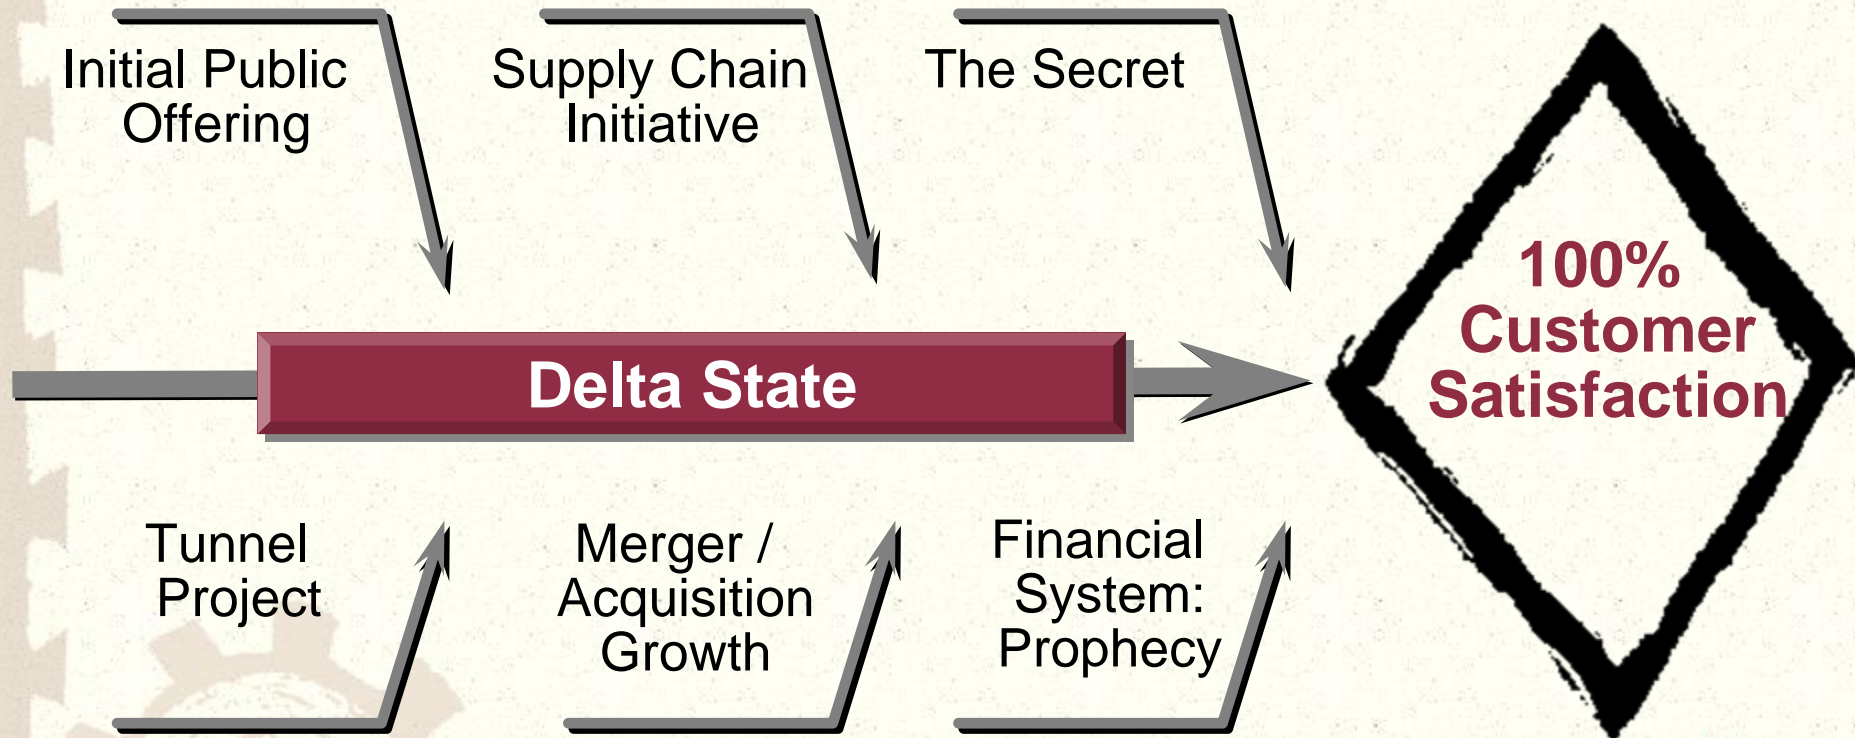 Initial Public
Offering
Supply Chain
Initiative
The Secret
Delta State
100%
Customer
Satisfaction
Tunnel
Project
Merger /
Acquisition
Growth
Financial
System:
Prophecy